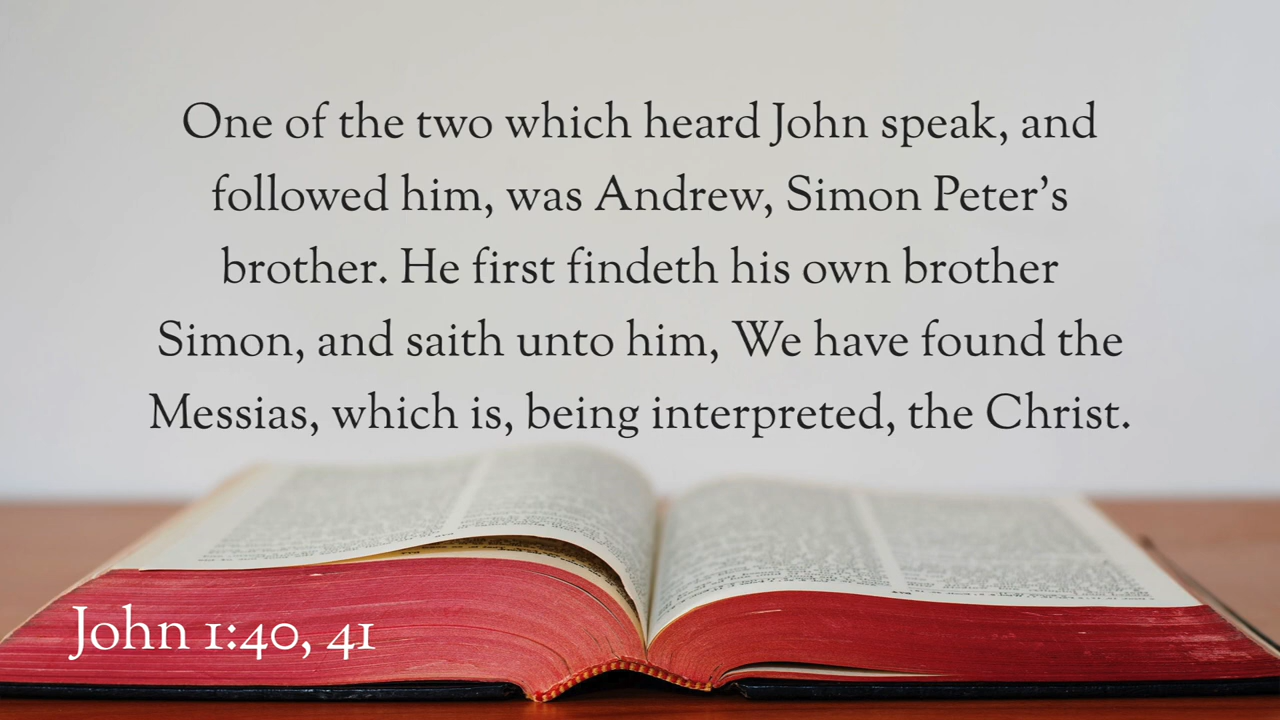 One of the two which heard John speak, and
followed him, was Andrew, Simon Peter’s
brother. He first findeth his own brother
Simon, and saith unto him, We have found the
Messias, which is, being interpreted, the Christ.
John 1:40, 41